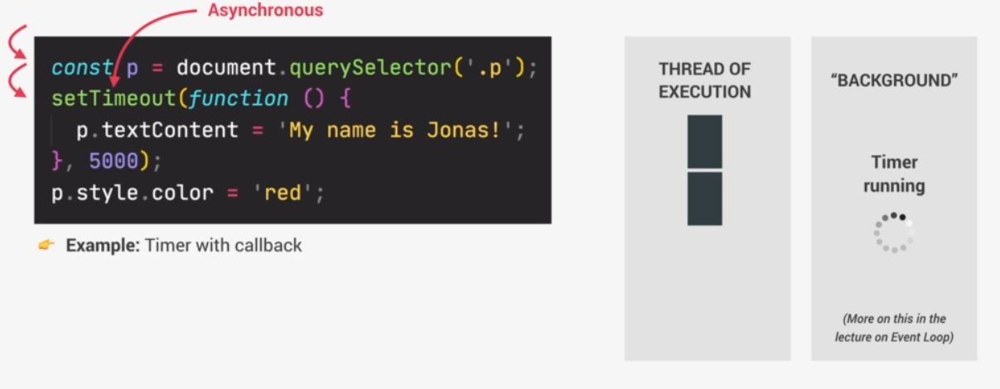 Asynchronous
const p = document.querySelector('.p');
setTimeout(function () {
  p.textContent = 'My name is Jonas!';
}, 5000);
p.style.color = 'red';
👉 Example: Timer with callback
THREAD OF
EXECUTION
“BACKGROUND”
Timer
running
(More on this in the
lecture on Event Loop)